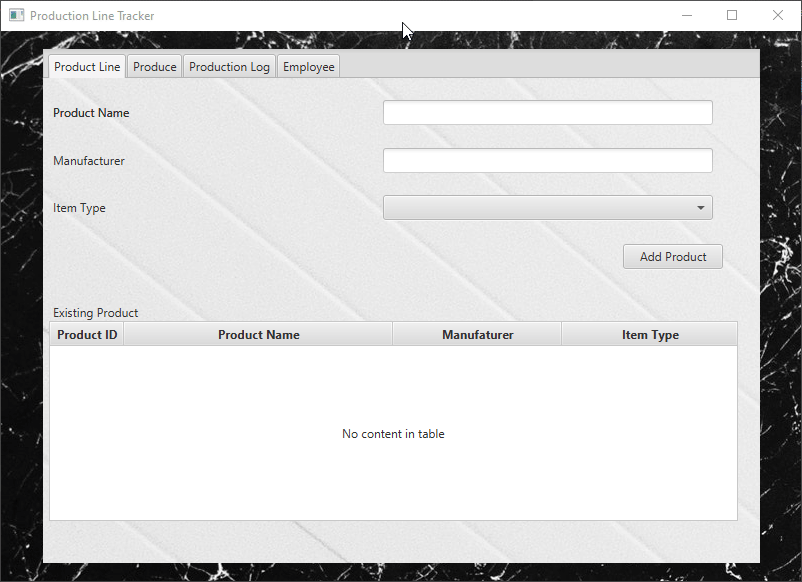 Production Line Tracker
Product Line Produce Production Log Employee
Product Name
Manufacturer
Item Type
Add Product
Existing Product
Product ID Product Name Manufaturer Item Type
No content in table